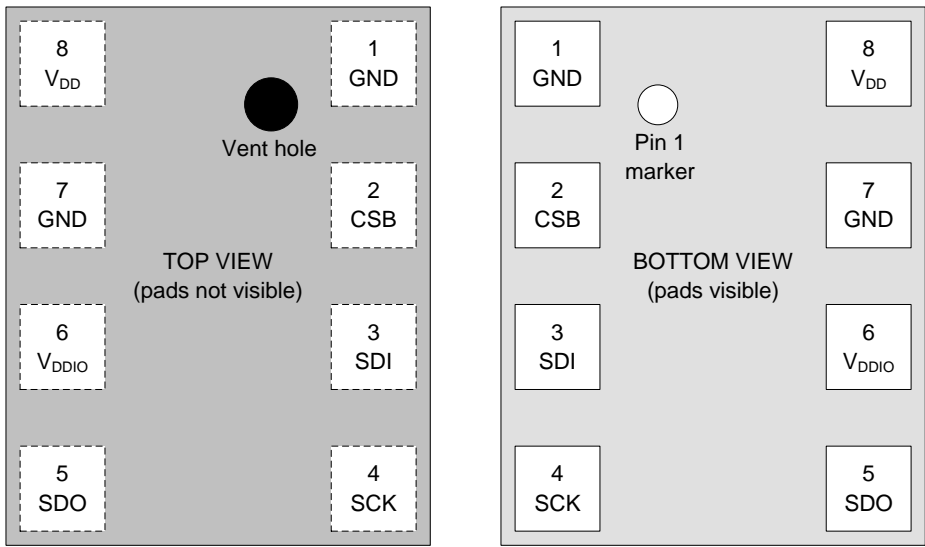 8
VDD
1
GND
Vent hole
7
GND
2
CSB
TOP VIEW
(pads not visible)
6
VDDIO
3
SDI
5
SDO
4
SCK
1
GND
8
VDD
Pin 1
marker
2
CSB
7
GND
BOTTOM VIEW
(pads visible)
3
SDI
6
VDDIO
4
SCK
5
SDO